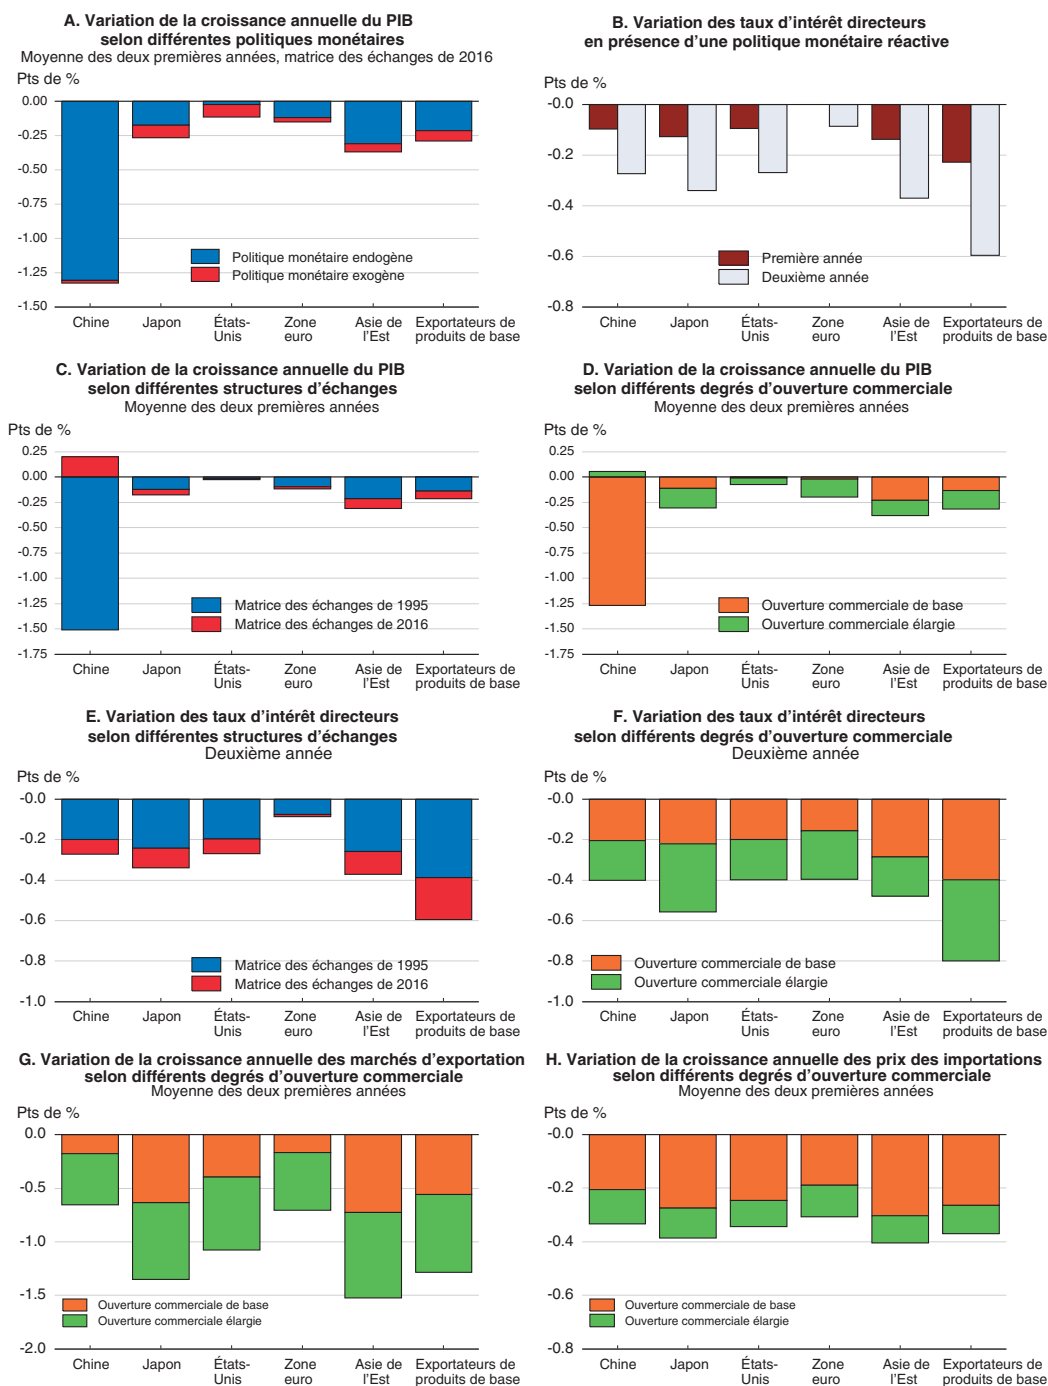 A. Variation de la croissance annuelle du PIB
selon différentes politiques monétaires
Moyenne des deux premières années, matrice des échanges de 2016
Pts de %
0.00
-0.25
-0.50
-0.75
-1.00
-1.25
-1.50
Politique monétaire endogène
Politique monétaire exogène
Chine
Japon
États-
Unis
Zone
euro
Asie de
l'Est
Exportateurs de
produits de base
B. Variation des taux d'intérêt directeurs
en présence d'une politique monétaire réactive
Pts de %
-0.0
-0.2
-0.4
-0.6
-0.8
Première année
Deuxième année
Chine
Japon
États-
Unis
Zone
euro
Asie de
l'Est
Exportateurs de
produits de base
C. Variation de la croissance annuelle du PIB
selon différentes structures d'échanges
Moyenne des deux premières années
Pts de %
0.25
0.00
-0.25
-0.50
-0.75
-1.00
-1.25
-1.50
-1.75
Matrice des échanges de 1995
Matrice des échanges de 2016
Chine
Japon
États-
Unis
Zone
euro
Asie de
l'Est
Exportateurs de
produits de base
D. Variation de la croissance annuelle du PIB
selon différents degrés d'ouverture commerciale
Moyenne des deux premières années
Pts de %
0.25
0.00
-0.25
-0.50
-0.75
-1.00
-1.25
-1.50
-1.75
Ouverture commerciale de base
Ouverture commerciale élargie
Chine
Japon
États-
Unis
Zone
euro
Asie de
l'Est
Exportateurs de
produits de base
E. Variation des taux d'intérêt directeurs
selon différentes structures d'échanges
Deuxième année
Pts de %
-0.0
-0.2
-0.4
-0.6
-0.8
-1.0
Matrice des échanges de 1995
Matrice des échanges de 2016
Chine
Japon
États-
Unis
Zone
euro
Asie de
l'Est
Exportateurs de
produits de base
F. Variation des taux d'intérêt directeurs
selon différents degrés d'ouverture commerciale
Deuxième année
Pts de %
-0.0
-0.2
-0.4
-0.6
-0.8
-1.0
Ouverture commerciale de base
Ouverture commerciale élargie
Chine
Japon
États-
Unis
Zone
euro
Asie de
l'Est
Exportateurs de
produits de base
G. Variation de la croissance annuelle des marchés d'exportation
selon différents degrés d'ouverture commerciale
Moyenne des deux premières années
Pts de %
0.0
-0.5
-1.0
-1.5
-2.0
Ouverture commerciale de base
Ouverture commerciale élargie
Chine
Japon
États-
Unis
Zone
euro
Asie de
l'Est
Exportateurs de
produits de base
H. Variation de la croissance annuelle des prix des importations
selon différents degrés d'ouverture commerciale
Moyenne des deux premières années
Pts de %
-0.0
-0.2
-0.4
-0.6
-0.8
Ouverture commerciale de base
Ouverture commerciale élargie
Chine
Japon
États-
Unis
Zone
euro
Asie de
l'Est
Exportateurs de
produits de base